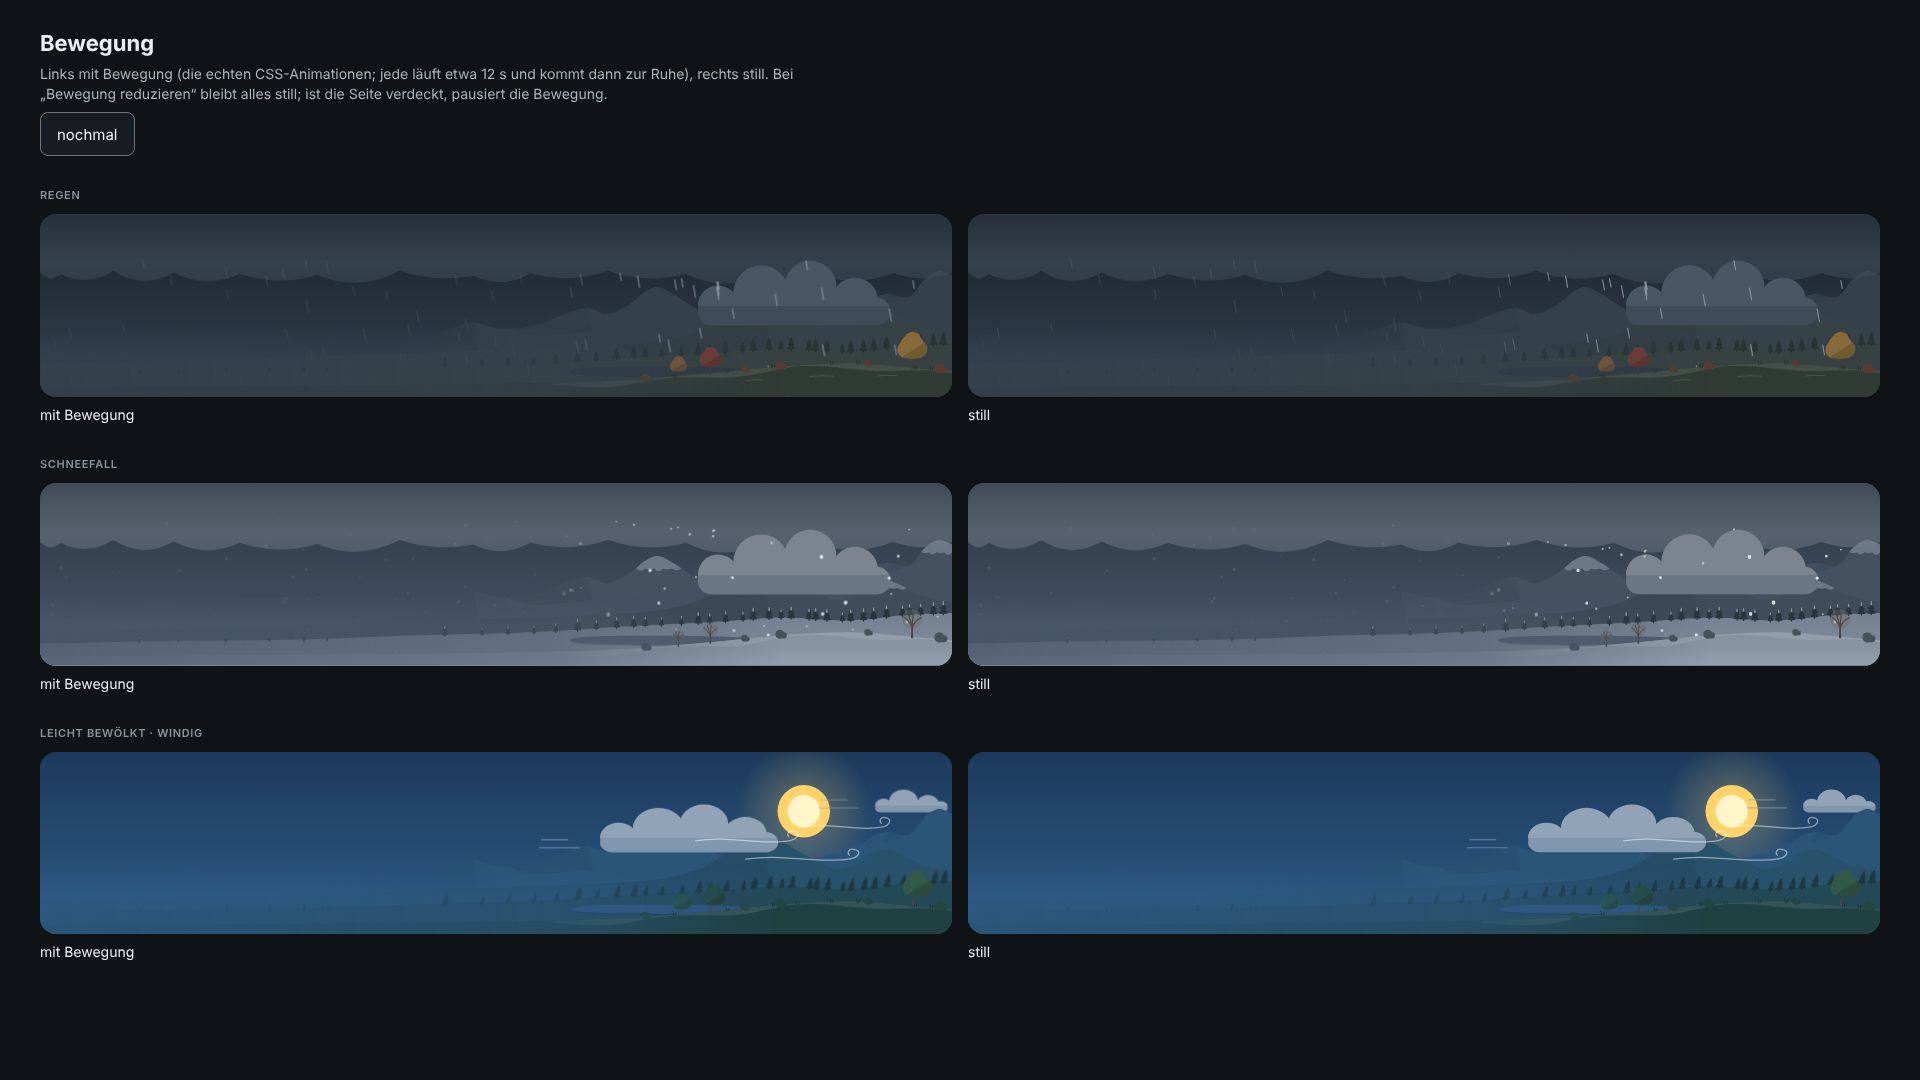 Bewegung
Links mit Bewegung (die echten CSS-Animationen; jede läuft etwa 12 s und kommt dann zur Ruhe), rechts still. Bei
„Bewegung reduzieren“ bleibt alles still; ist die Seite verdeckt, pausiert die Bewegung.
nochmal
REGEN
mit Bewegung
still
SCHNEEFALL
mit Bewegung
still
LEICHT BEWÖLKT · WINDIG
mit Bewegung
still